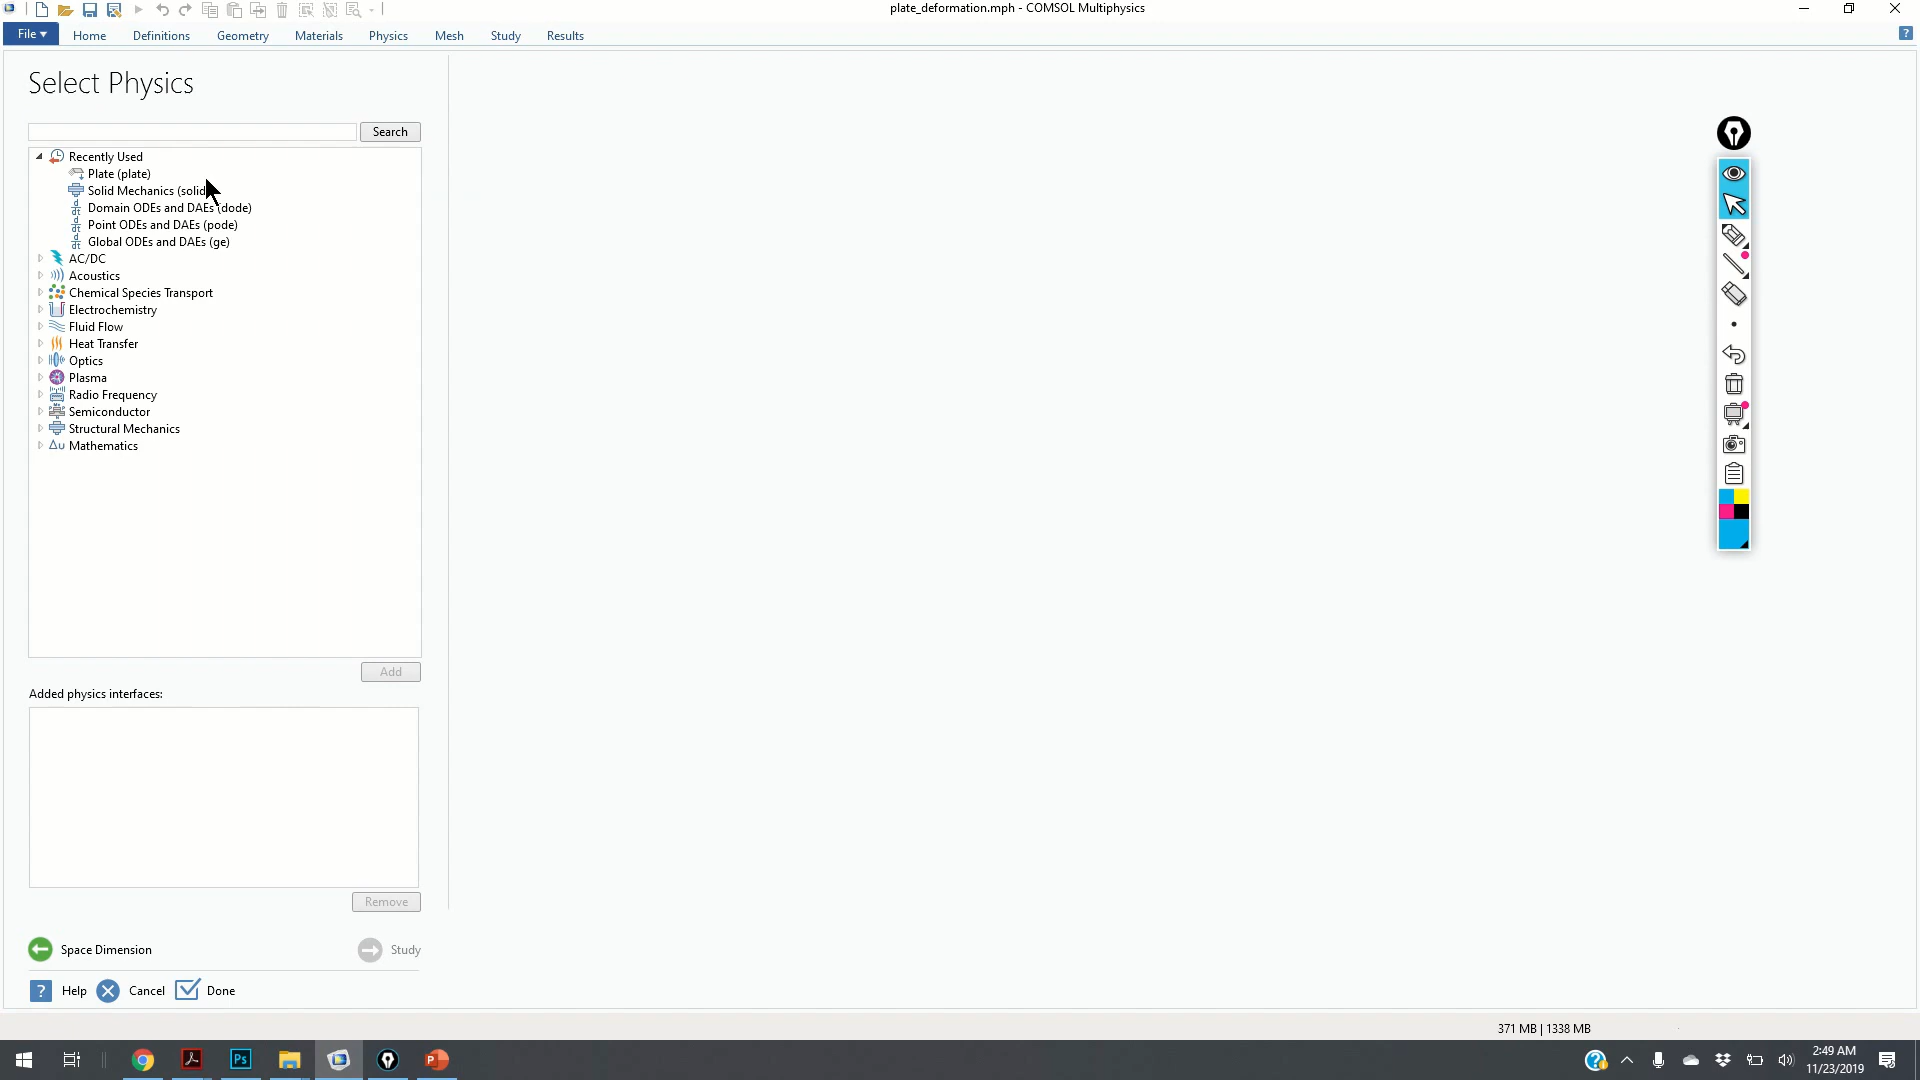 plate_deformation.mph - COMSOL Multiphysics
File Home Definitions Geometry Materials Physics Mesh Study Results
Select Physics
Search
Recently Used
Plate (plate)
Solid Mechanics (solid
Domain ODEs and DAEs (dode)
Point ODEs and DAEs (pode)
Global ODEs and DAEs (ge)
AC/DC
Acoustics
Chemical Species Transport
Electrochemistry
Fluid Flow
Heat Transfer
Optics
Plasma
Radio Frequency
Semiconductor
Structural Mechanics
Δu Mathematics
Add
Added physics interfaces:
Remove
Space Dimension Study
? Help Cancel Done
371 MB | 1338 MB
Ps
2:49 AM
11/23/2019